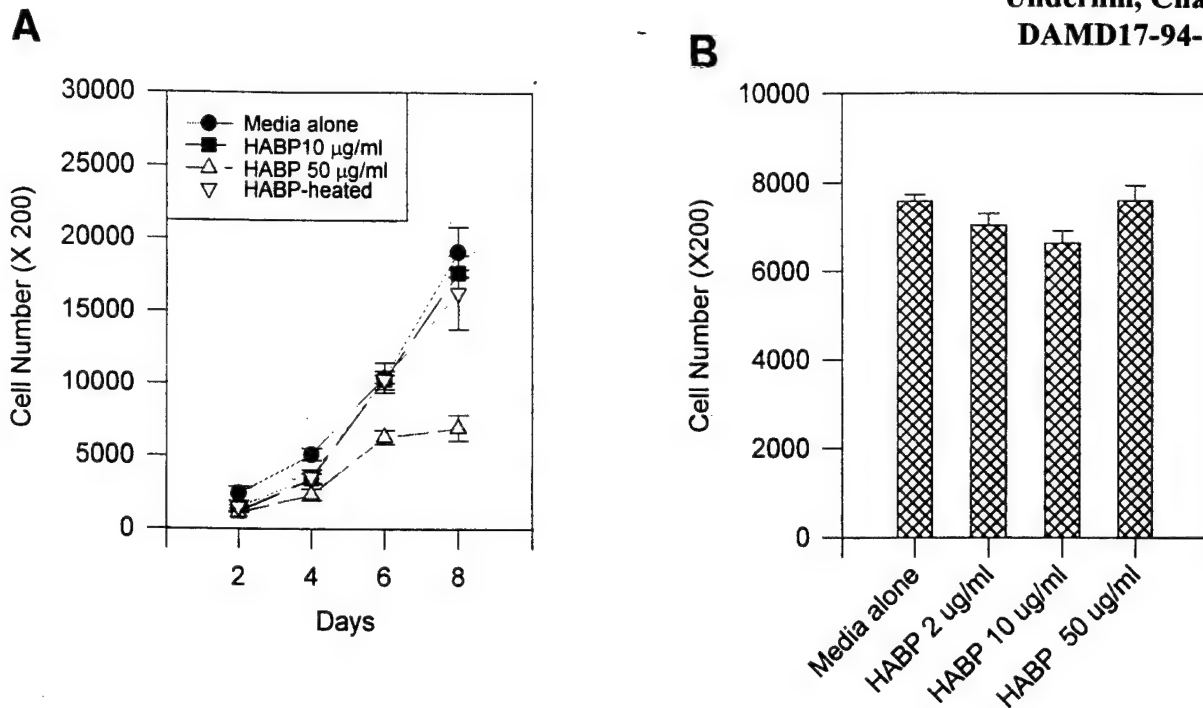 A
Cell Number (X 200)
30000
25000
20000
15000
10000
5000
0
Media alone
HABP10 μg/ml
HABP 50 μg/ml
HABP-heated
2 4 6 8
Days
DAMD17-94-
B
Cell Number (X200)
10000
8000
6000
4000
2000
0
Media alone
HABP 2 ug/ml
HABP 10 ug/ml
HABP 50 ug/ml